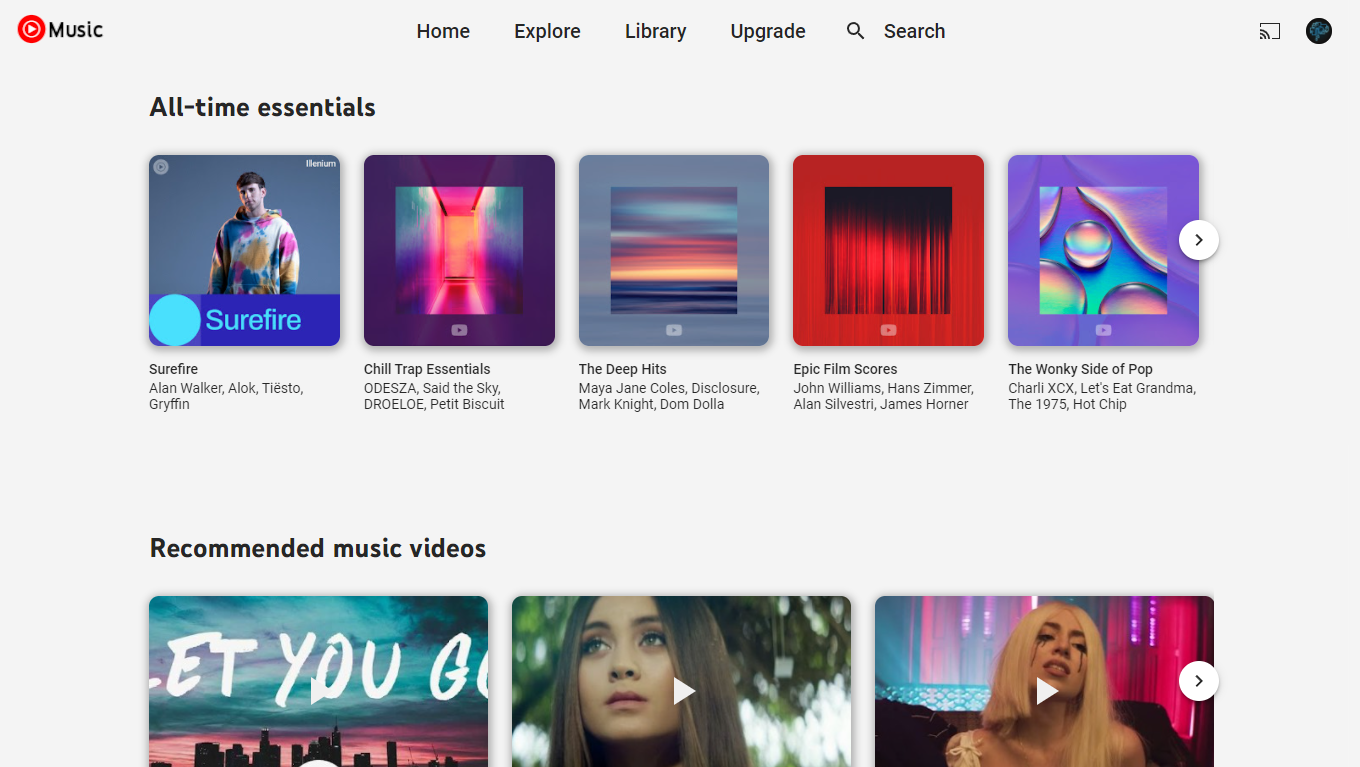 Music
Home
Explore
Library
Upgrade
Search
All-time essentials
Illenium
Surefire
Surefire
Alan Walker, Alok, Tiësto,
Gryffin
Chill Trap Essentials
ODESZA, Said the Sky,
DROELOE, Petit Biscuit
The Deep Hits
Maya Jane Coles, Disclosure,
Mark Knight, Dom Dolla
Epic Film Scores
John Williams, Hans Zimmer,
Alan Silvestri, James Horner
The Wonky Side of Pop
Charli XCX, Let's Eat Grandma,
The 1975, Hot Chip
Recommended music videos
LET YOU GO